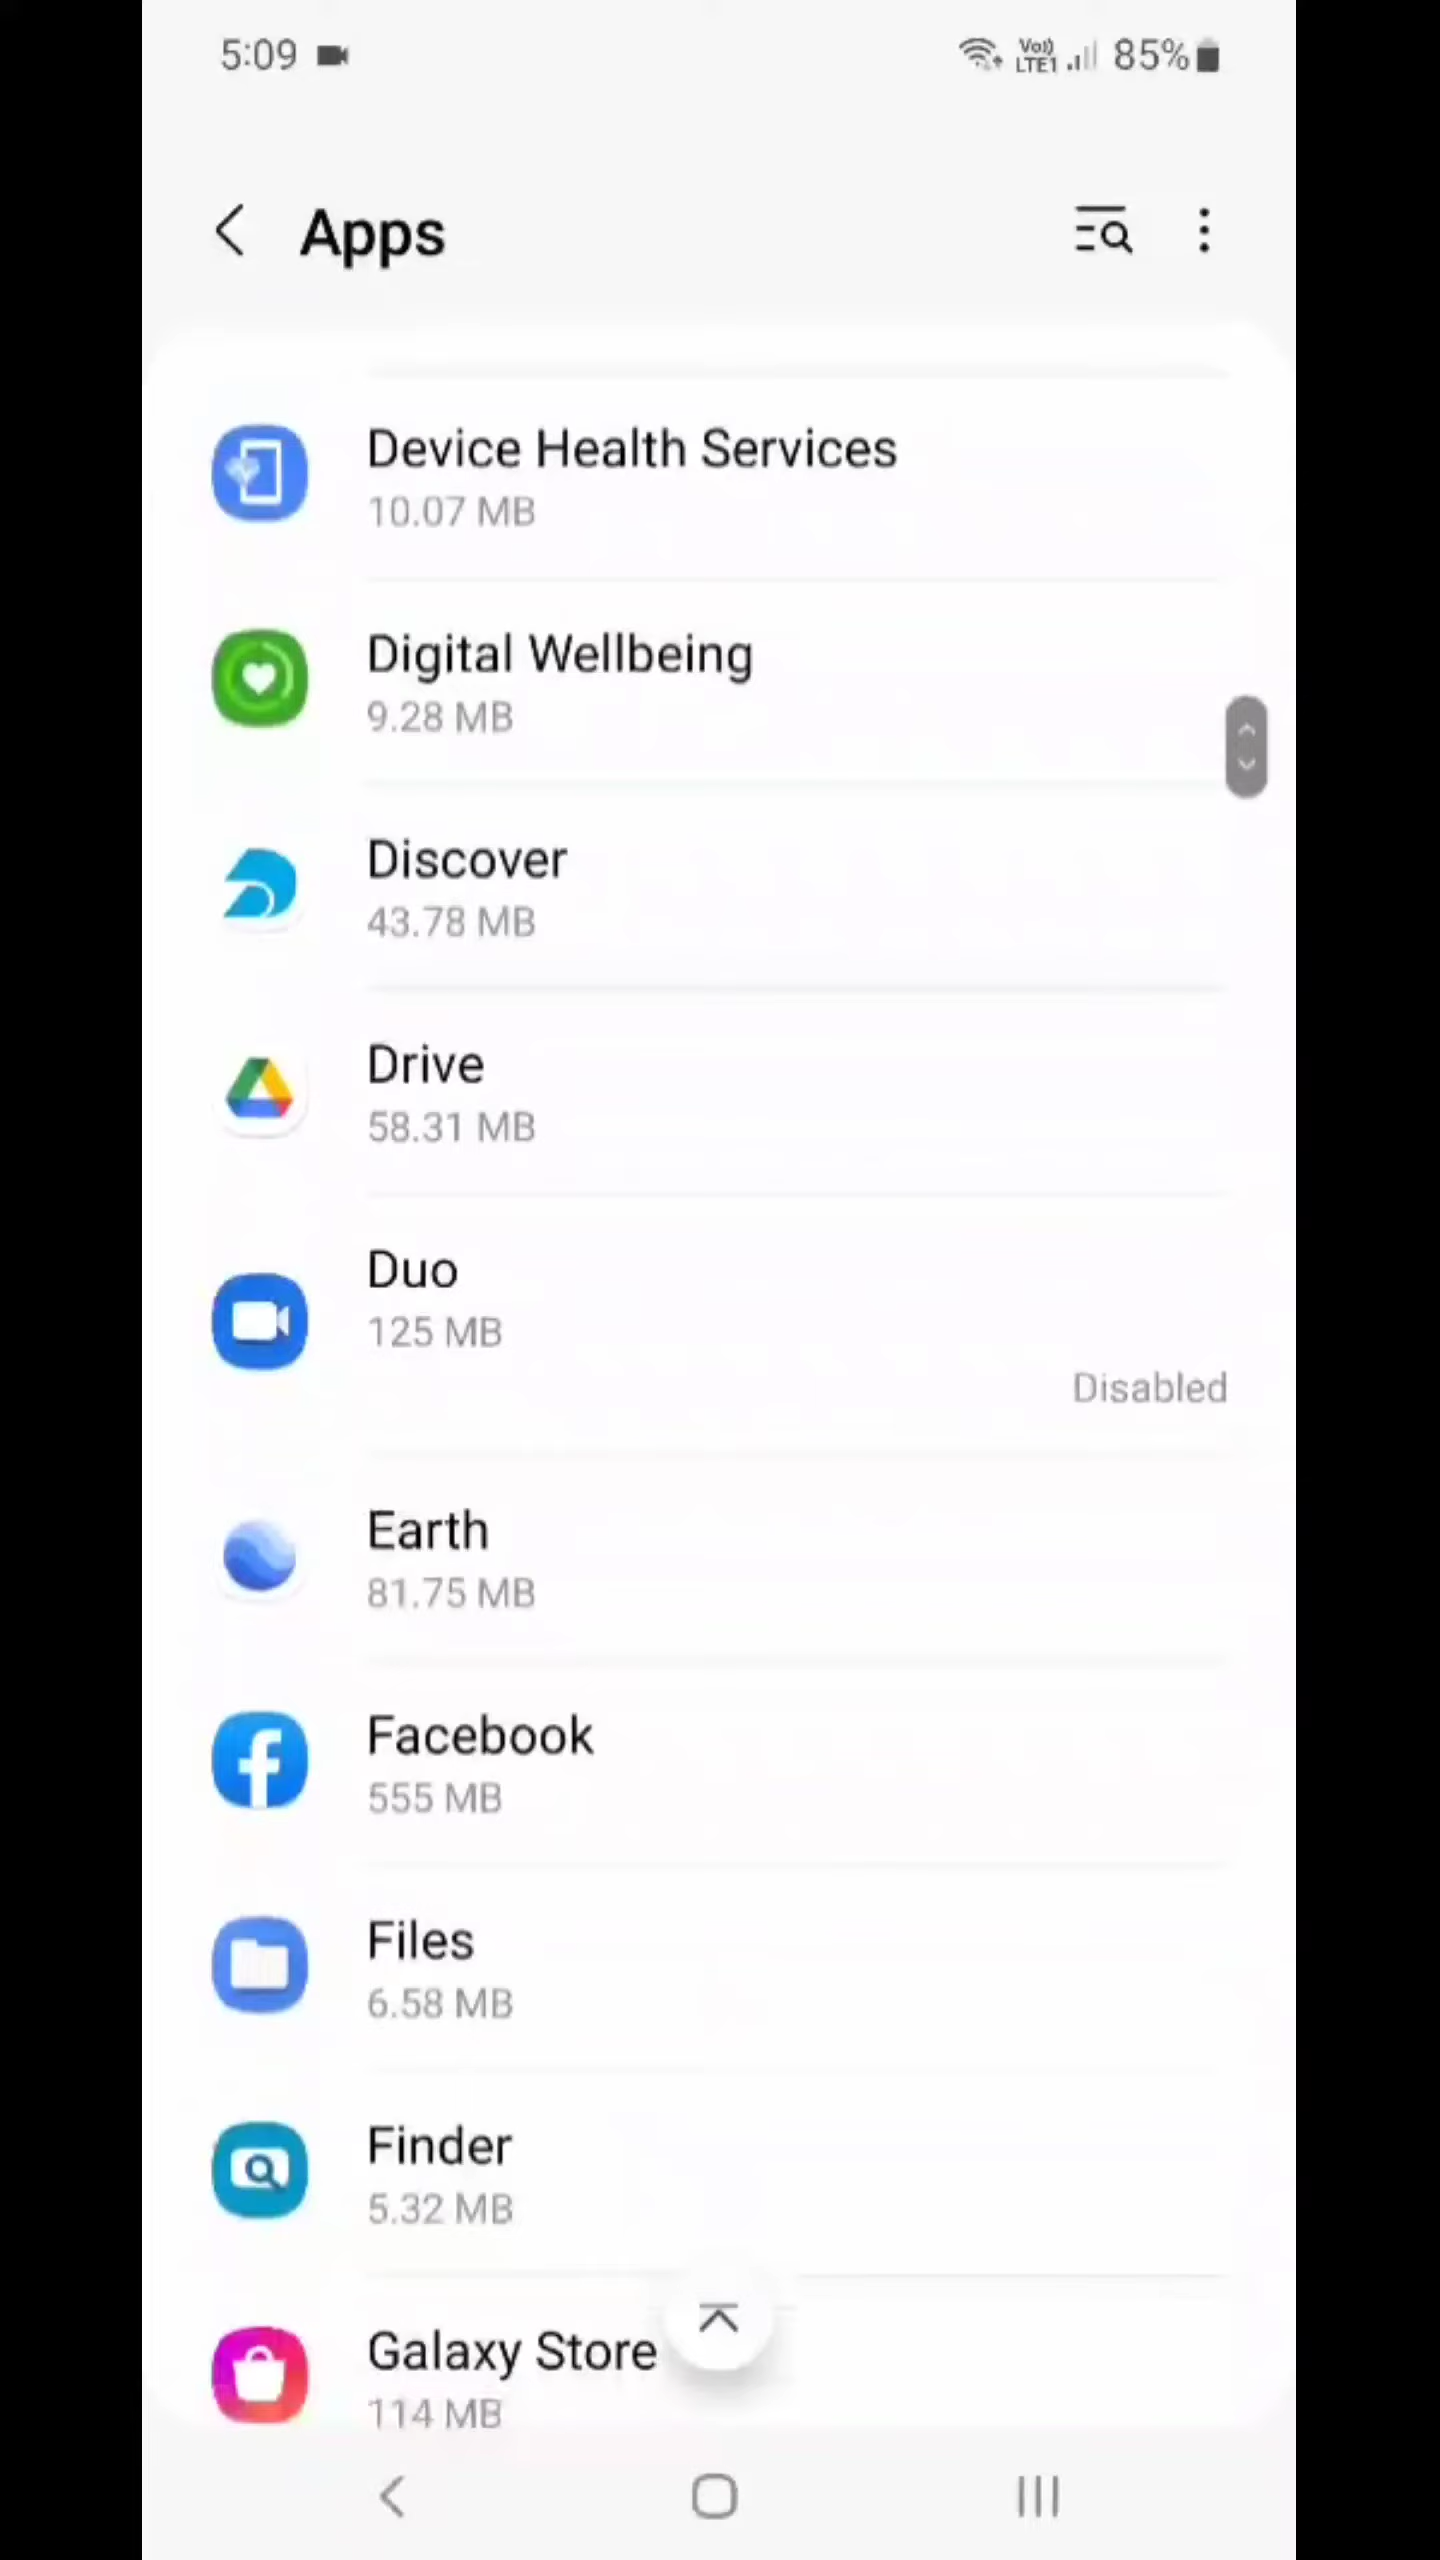 5:09
Vo))
LTE1
85%
Apps
Device Health Services
10.07 MB
Digital Wellbeing
9.28 MB
Discover
43.78 MB
Drive
58.31 MB
Duo
125 MB
Disabled
Earth
81.75 MB
Facebook
555 MB
Files
6.58 MB
Finder
5.32 MB
Galaxy Store
114 MB